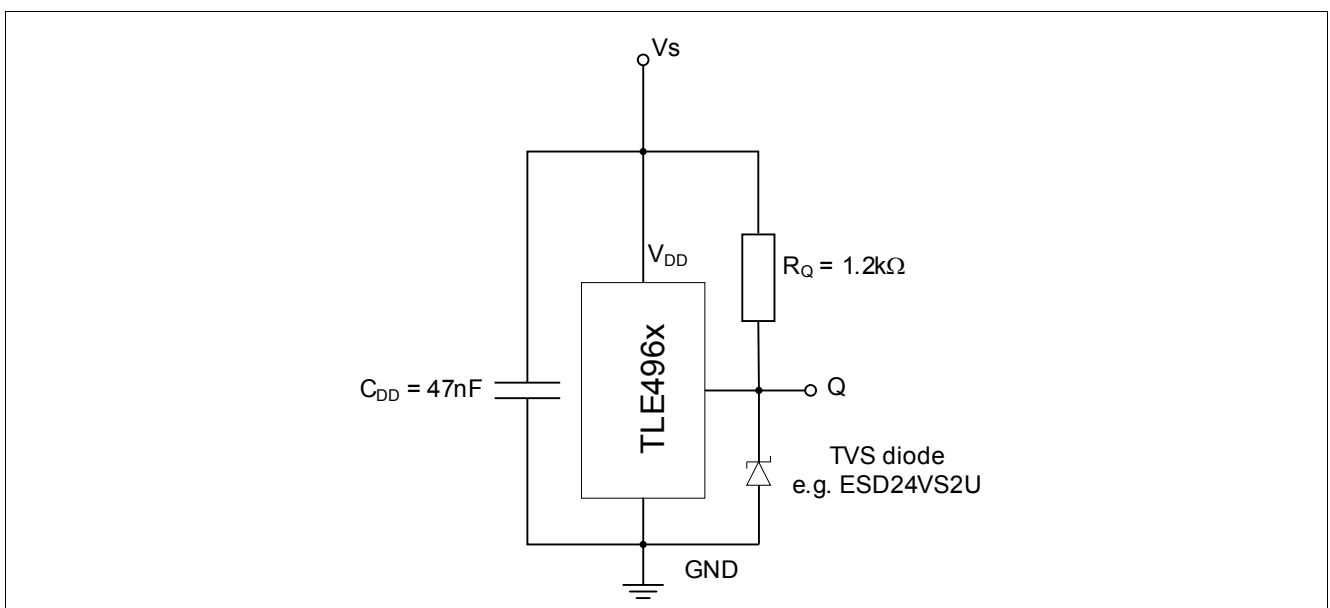 Vs
VDD
RQ = 1.2kΩ
TLE496x
CDD = 47nF
Q
TVS diode
e.g. ESD24VS2U
GND